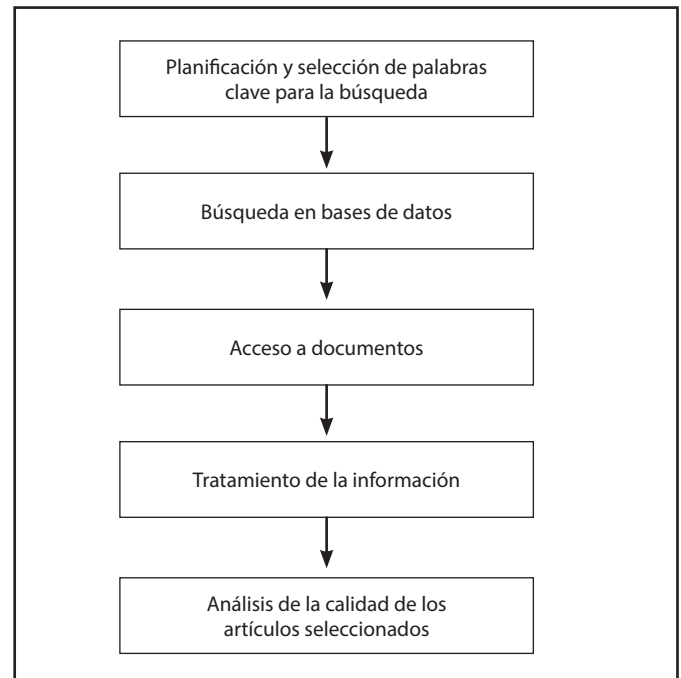 Planificación y selección de palabras
clave para la búsqueda
Búsqueda en bases de datos
Acceso a documentos
Tratamiento de la información
Análisis de la calidad de los
artículos seleccionados